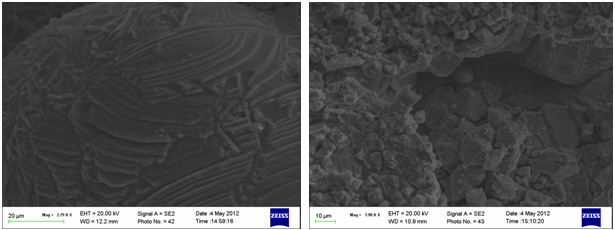 20 µm
EHT = 20.00 kV Signal A = SE2 Date :4 May 2012
WD = 12.2 mm Photo No. = 42 Time :14:59:16
ZEISS
10 µm
EHT = 20.00 kV Signal A = SE2 Date :4 May 2012
WD = 10.9 mm Photo No. = 43 Time :15:10:20
ZEISS